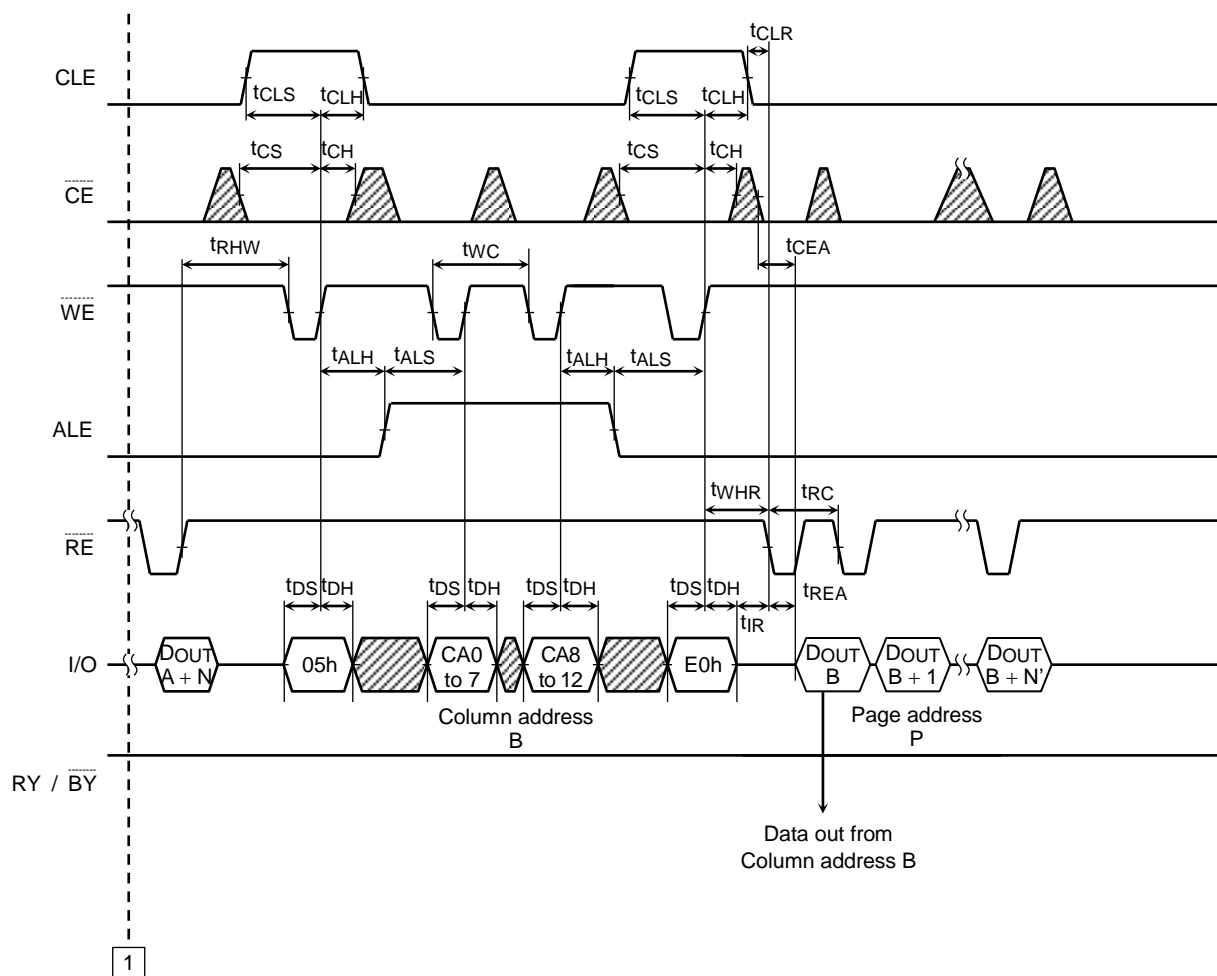 tCLR
CLE
tCLS tCLH tCLS tCLH
tCS tCH tCS tCH
CE
tRHW tWC tCEA
WE
tALH tALS tALH tALS
ALE
tWHR tRC
RE
tDS tDH tDS tDH tDS tDH tDS tDH tREA
tIR
I/O
DOUT
A + N
05h
CA0
to 7
CA8
to 12
E0h
DOUT
B
DOUT
B + 1
DOUT
B + N’
Column address
B
Page address
P
RY / BY
Data out from
Column address B
1